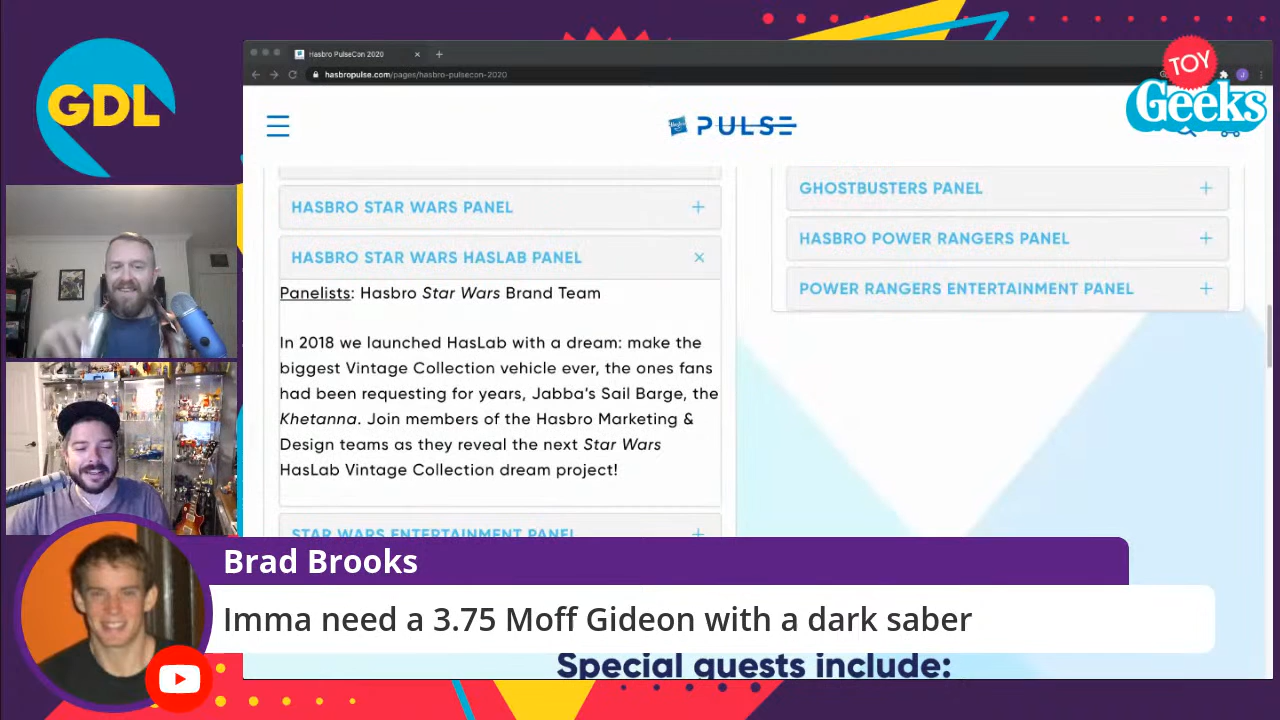 GDL
Hasbro PulseCon 2020
hasbropulse.com/pages/hasbro-pulsecon-2020
TOY
Geeks
Hasbro
PULSE
HASBRO STAR WARS PANEL
HASBRO STAR WARS HASLAB PANEL
Panelists: Hasbro Star Wars Brand Team
In 2018 we launched HasLab with a dream: make the
biggest Vintage Collection vehicle ever, the ones fans
had been requesting for years, Jabba's Sail Barge, the
Khetanna. Join members of the Hasbro Marketing &
Design teams as they reveal the next Star Wars
HasLab Vintage Collection dream project!
STAR WARS ENTERTAINMENT PANEL
GHOSTBUSTERS PANEL
HASBRO POWER RANGERS PANEL
POWER RANGERS ENTERTAINMENT PANEL
Brad Brooks
Imma need a 3.75 Moff Gideon with a dark saber
Special guests include: